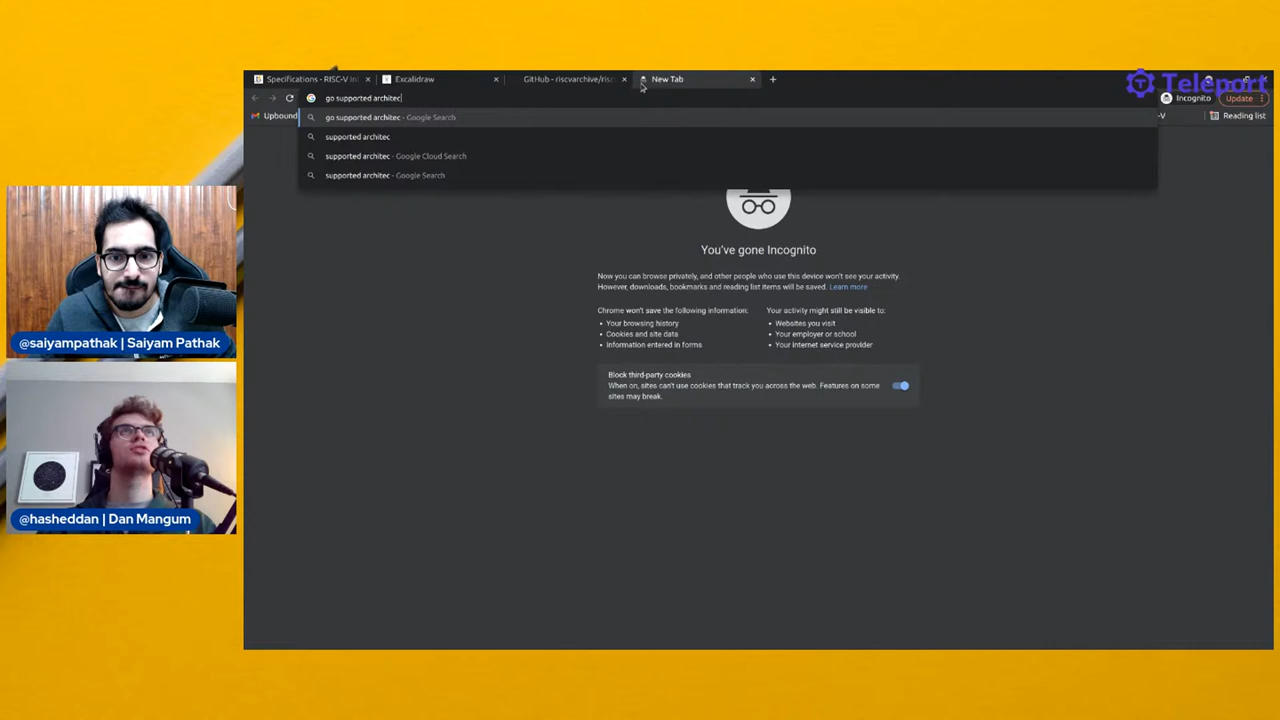 Specifications - RISC-V In
Excalidraw
GitHub - riscvarchive/risc
New Tab
Teleport
go supported architec
Incognito
Update
Upbound
go supported architec - Google Search
-V
Reading list
supported architec
supported architec - Google Cloud Search
supported architec - Google Search
You've gone Incognito
Now you can browse privately, and other people who use this device won't see your activity.
However, downloads, bookmarks and reading list items will be saved. Learn more
Chrome won't save the following information:
• Your browsing history
• Cookies and site data
• Information entered in forms
Your activity might still be visible to:
• Websites you visit
• Your employer or school
• Your internet service provider
Block third-party cookies
When on, sites can't use cookies that track you across the web. Features on some
sites may break.
@saiyampathak | Saiyam Pathak
@hasheddan | Dan Mangum